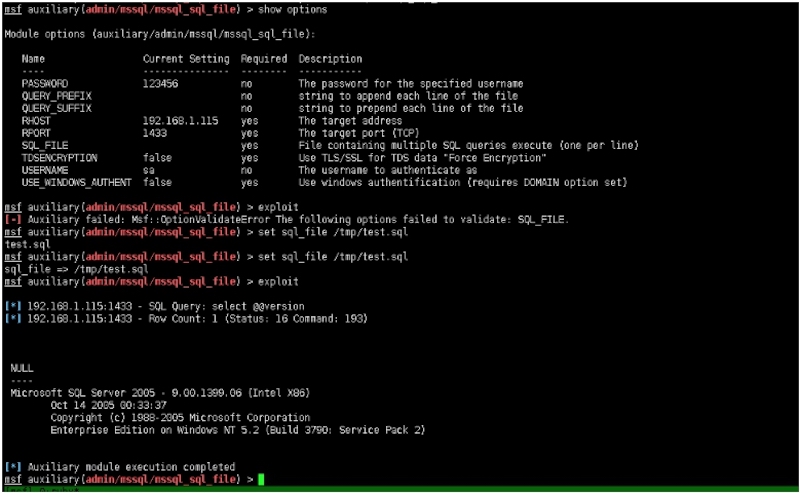 msf auxiliary(admin/mssql/mssql_sql_file) > show options
Module options (auxiliary/admin/mssql/mssql_sql_file):
Name Current Setting Required Description
---- --------------- -------- -----------
PASSWORD 123456 no The password for the specified username
QUERY_PREFIX no string to append each line of the file
QUERY_SUFFIX no string to prepend each line of the file
RHOST 192.168.1.115 yes The target address
RPORT 1433 yes The target port (TCP)
SQL_FILE yes File containing multiple SQL queries execute (one per line)
TDSENCRYPTION false yes Use TLS/SSL for TDS data "Force Encryption"
USERNAME sa no The username to authenticate as
USE_WINDOWS_AUTHENT false yes Use windows authentification (requires DOMAIN option set)
msf auxiliary(admin/mssql/mssql_sql_file) > exploit
[-] Auxiliary failed: Msf::OptionValidateError The following options failed to validate: SQL_FILE.
msf auxiliary(admin/mssql/mssql_sql_file) > set sql_file /tmp/test.sql
test.sql
msf auxiliary(admin/mssql/mssql_sql_file) > set sql_file /tmp/test.sql
sql_file => /tmp/test.sql
msf auxiliary(admin/mssql/mssql_sql_file) > exploit
[*] 192.168.1.115:1433 - SQL Query: select @@version
[*] 192.168.1.115:1433 - Row Count: 1 (Status: 16 Command: 193)
NULL
----
Microsoft SQL Server 2005 - 9.00.1399.06 (Intel X86)
Oct 14 2005 00:33:37
Copyright (c) 1988-2005 Microsoft Corporation
Enterprise Edition on Windows NT 5.2 (Build 3790: Service Pack 2)
[*] Auxiliary module execution completed
msf auxiliary(admin/mssql/mssql_sql_file) >